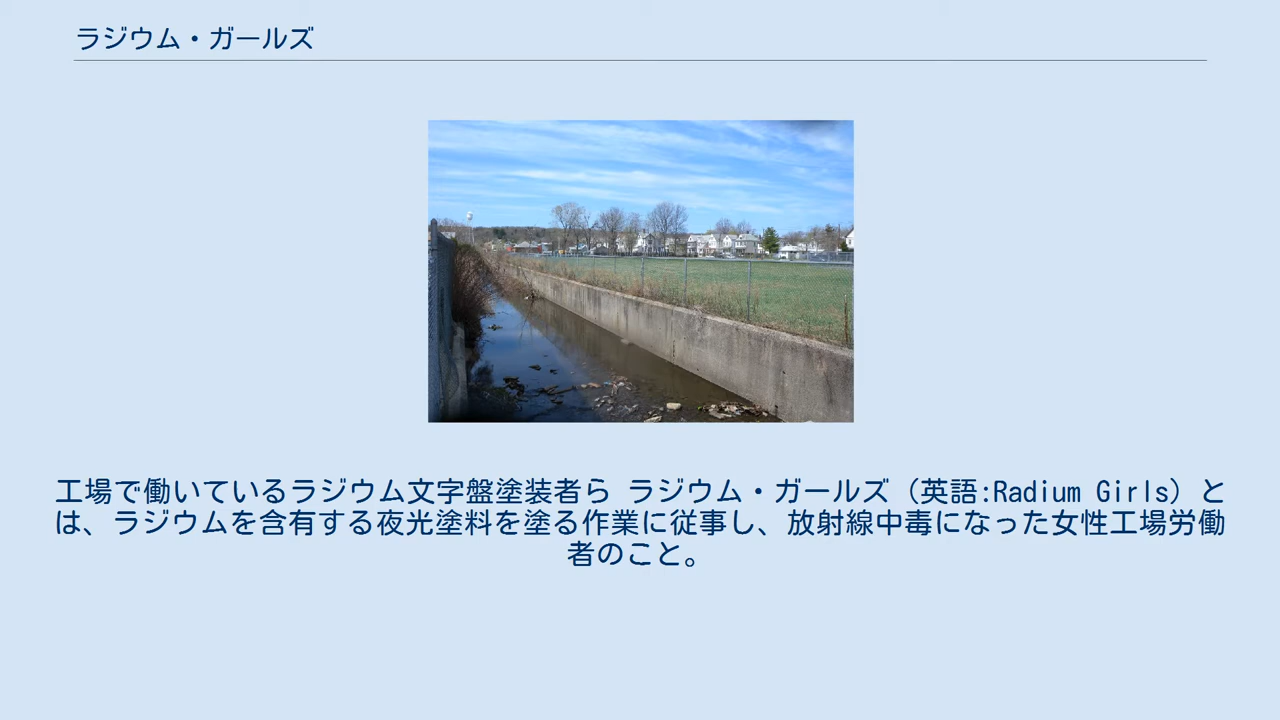 ラジウム・ガールズ
工場で働いているラジウム文字盤塗装者ら ラジウム・ガールズ（英語:Radium Girls）と
は、ラジウムを含有する夜光塗料を塗る作業に従事し、放射線中毒になった女性工場労働
者のこと。